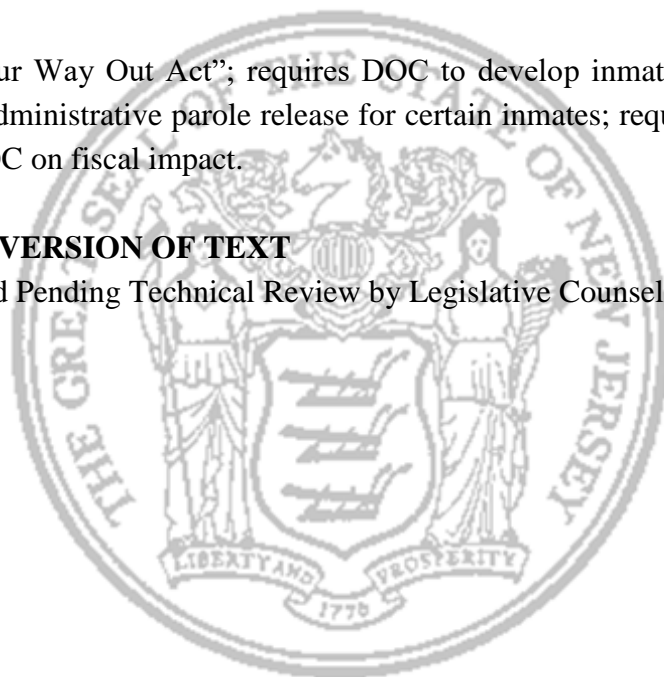 ur Way Out Act”; requires DOC to develop inmat
dministrative parole release for certain inmates; requ
OC on fiscal impact.
VERSION OF TEXT
d Pending Technical Review by Legislative Counsel
THE GREAT SEAL OF THE STATE OF NEW JERSEY
LIBERTY AND PROSPERITY
1776